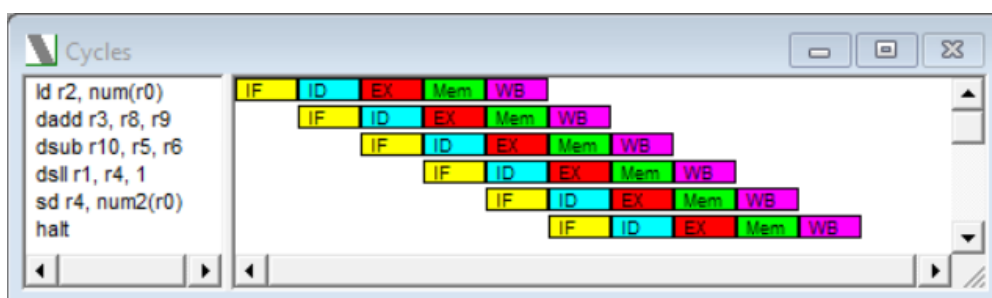 Cycles
ld r2, num(r0) IF ID EX Mem WB
dadd r3, r8, r9 IF ID EX Mem WB
dsub r10, r5, r6 IF ID EX Mem WB
dsll r1, r4, 1 IF ID EX Mem WB
sd r4, num2(r0) IF ID EX Mem WB
halt IF ID EX Mem WB